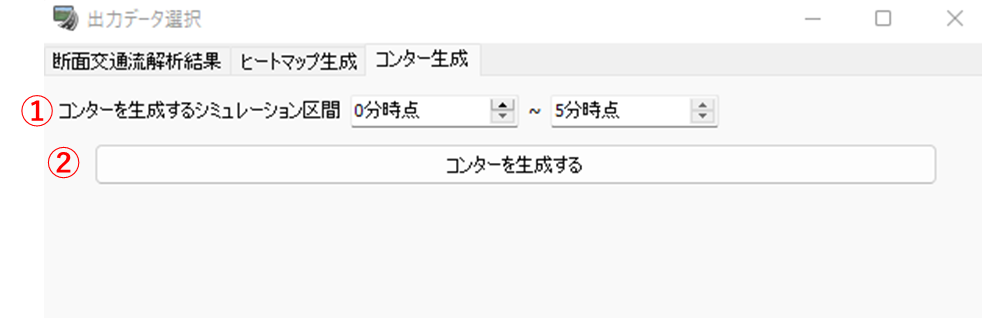 出力データ選択
断面交通流解析結果 ヒートマップ生成 コンター生成
① コンターを生成するシミュレーション区間 0分時点 ~ 5分時点
② コンターを生成する